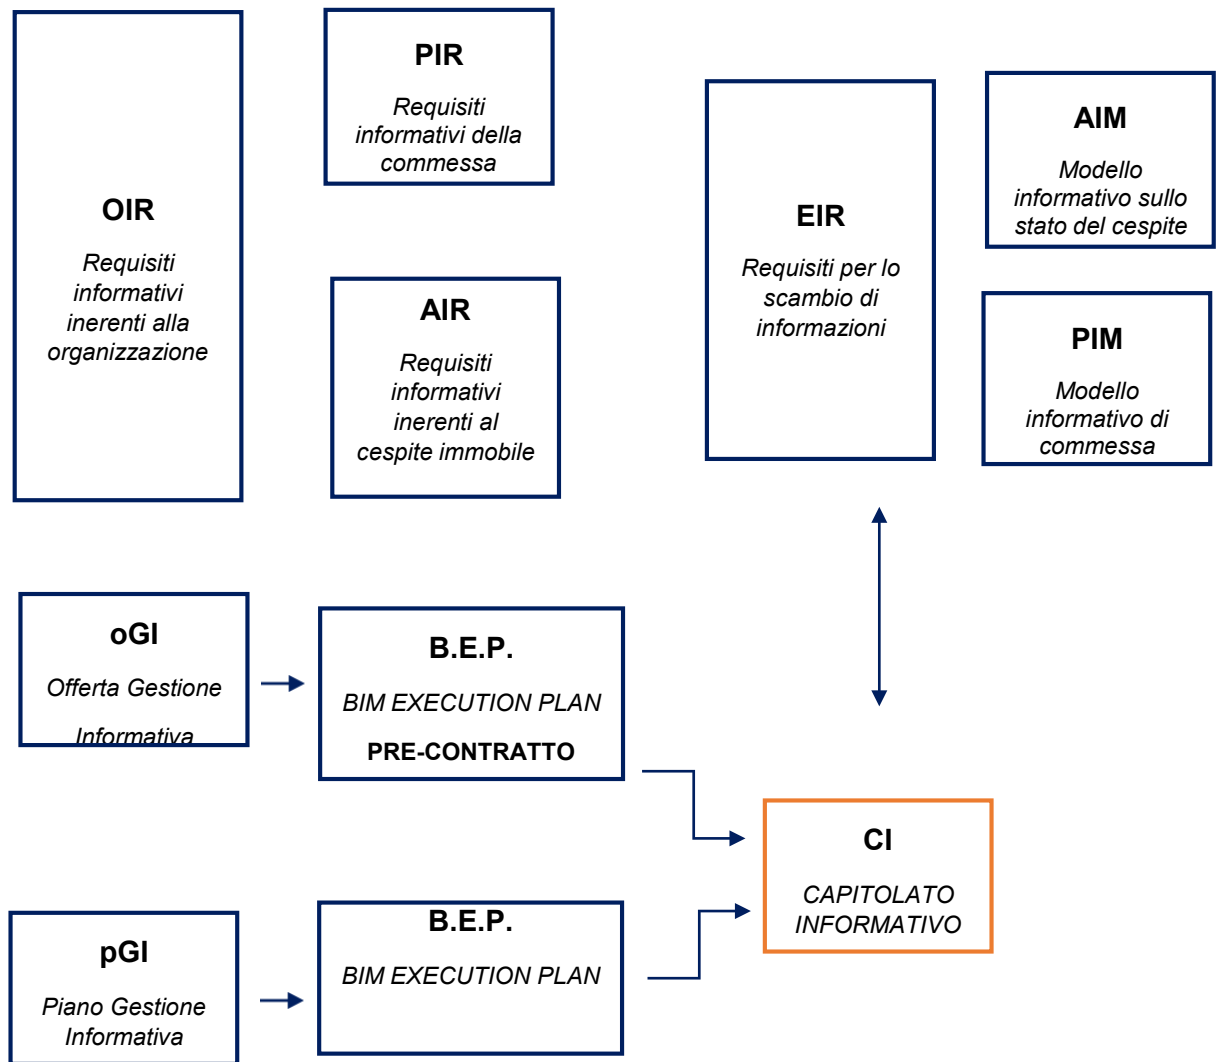 OIR
Requisiti
informativi
inerenti alla
organizzazione
PIR
Requisiti
informativi della
commessa
AIR
Requisiti
informativi
inerenti al
cespite immobile
EIR
Requisiti per lo
scambio di
informazioni
AIM
Modello
informativo sullo
stato del cespite
PIM
Modello
informativo di
commessa
oGI
Offerta Gestione
Informativa
B.E.P.
BIM EXECUTION PLAN
PRE-CONTRATTO
CI
CAPITOLATO
INFORMATIVO
pGI
Piano Gestione
Informativa
B.E.P.
BIM EXECUTION PLAN